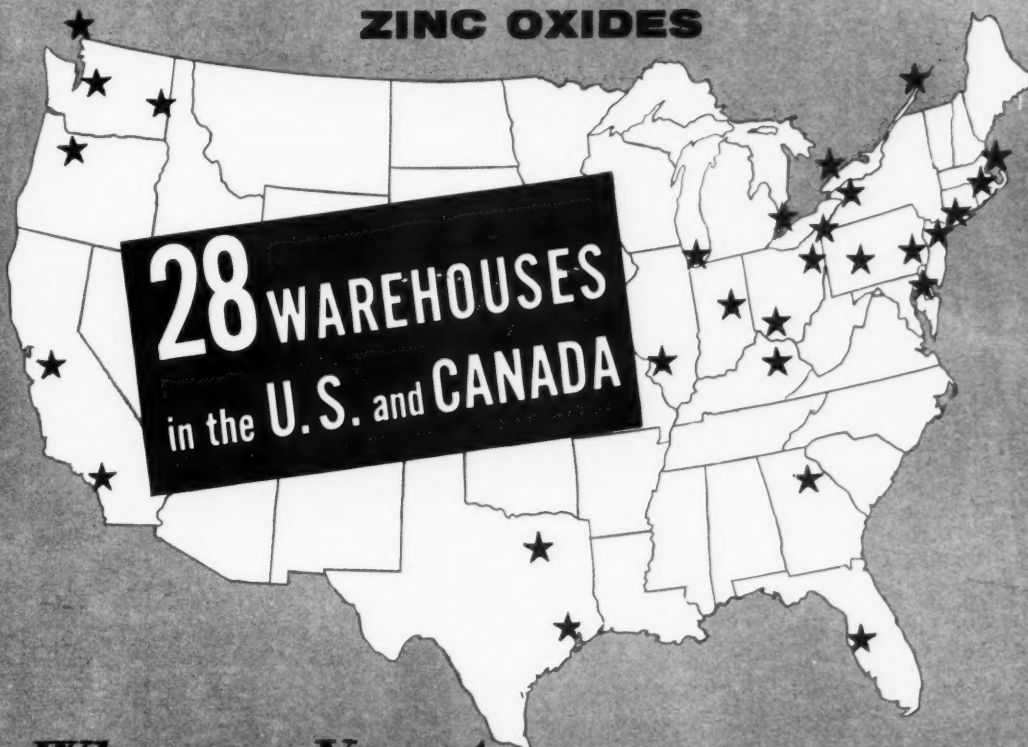 ZINC OXIDES
28 WAREHOUSES
in the U.S. and CANADA